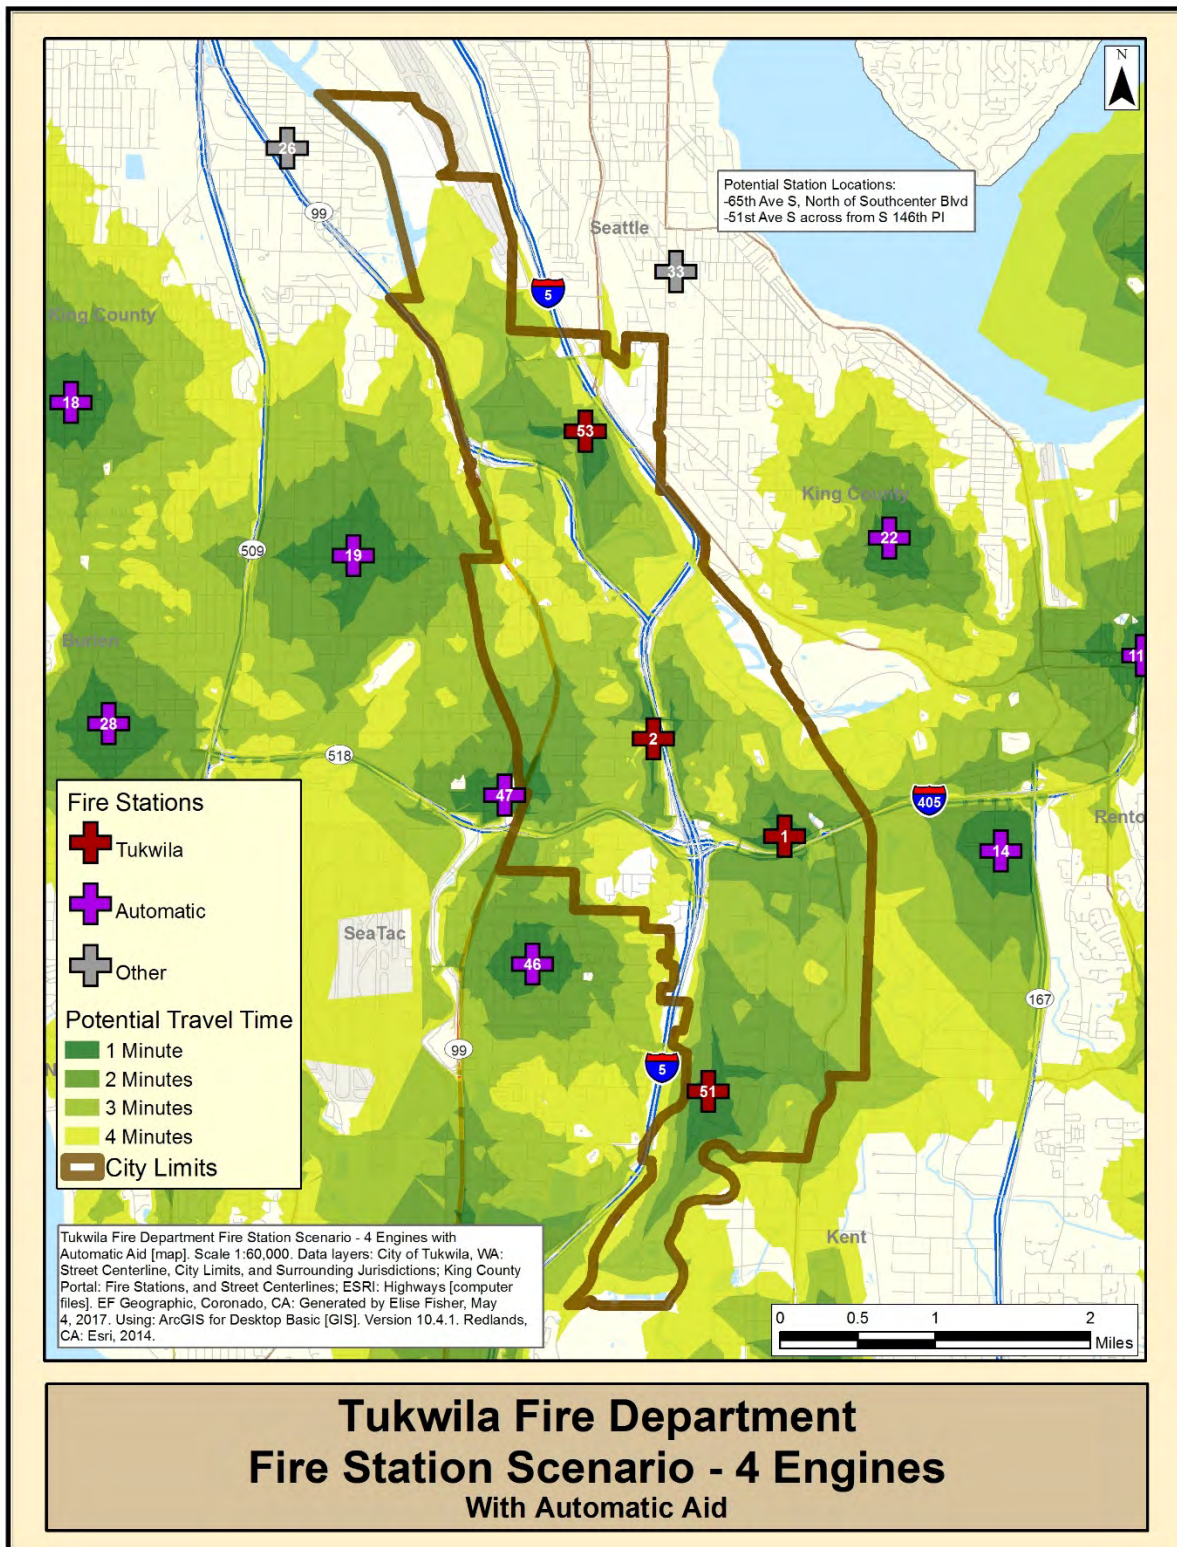 N
26
99
Potential Station Locations:
-65th Ave S, North of Southcenter Blvd
-51st Ave S across from S 146th Pl
Seattle
33
5
King County
18
53
King County
22
509
19
Burien
11
28
2
518
47
405
Fire Stations
Tukwila
Automatic
Other
Rento
1
14
SeaTac
46
167
Potential Travel Time
1 Minute
2 Minutes
3 Minutes
4 Minutes
City Limits
99
N
5
51
Kent
Tukwila Fire Department Fire Station Scenario - 4 Engines with
Automatic Aid [map]. Scale 1:60,000. Data layers: City of Tukwila, WA:
Street Centerline, City Limits, and Surrounding Jurisdictions; King County
Portal: Fire Stations, and Street Centerlines; ESRI: Highways [computer
files]. EF Geographic, Coronado, CA: Generated by Elise Fisher, May
4, 2017. Using: ArcGIS for Desktop Basic [GIS]. Version 10.4.1. Redlands,
CA: Esri, 2014.
0 0.5 1 2
Miles
Tukwila Fire Department
Fire Station Scenario - 4 Engines
With Automatic Aid